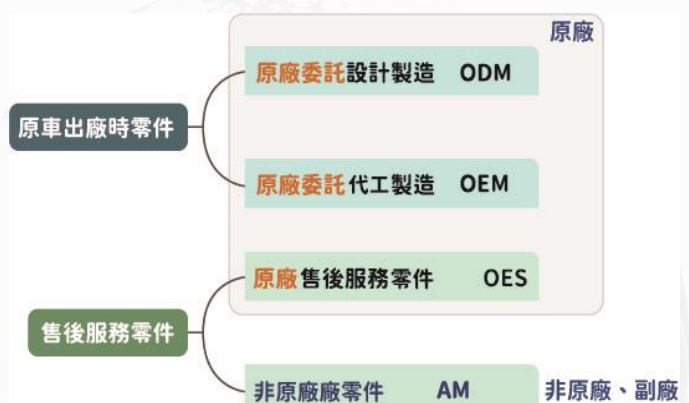 原廠
原廠委託設計製造 ODM
原車出廠時零件
原廠委託代工製造 OEM
原廠售後服務零件 OES
售後服務零件
非原廠廠零件 AM 非原廠、副廠